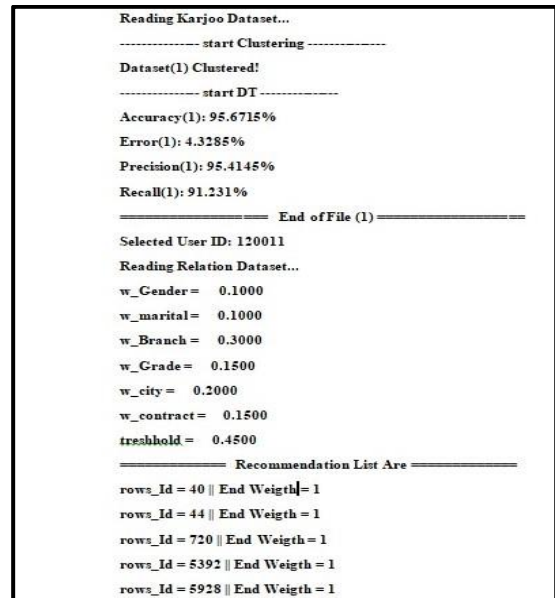 Reading Karjoo Dataset...
--------------- start Clustering ---------------
Dataset(1) Clustered!
--------------- start DT ---------------
Accuracy(1): 95.6715%
Error(1): 4.3285%
Precision(1): 95.4145%
Recall(1): 91.231%
================== End of File (1) ==================
Selected User ID: 120011
Reading Relation Dataset...
w_Gender = 0.1000
w_marital = 0.1000
w_Branch = 0.3000
w_Grade = 0.1500
w_city = 0.2000
w_contract = 0.1500
treshhold = 0.4500
============= Recommendation List Are =============
rows_Id = 40 || End Weigth = 1
rows_Id = 44 || End Weigth = 1
rows_Id = 720 || End Weigth = 1
rows_Id = 5392 || End Weigth = 1
rows_Id = 5928 || End Weigth = 1